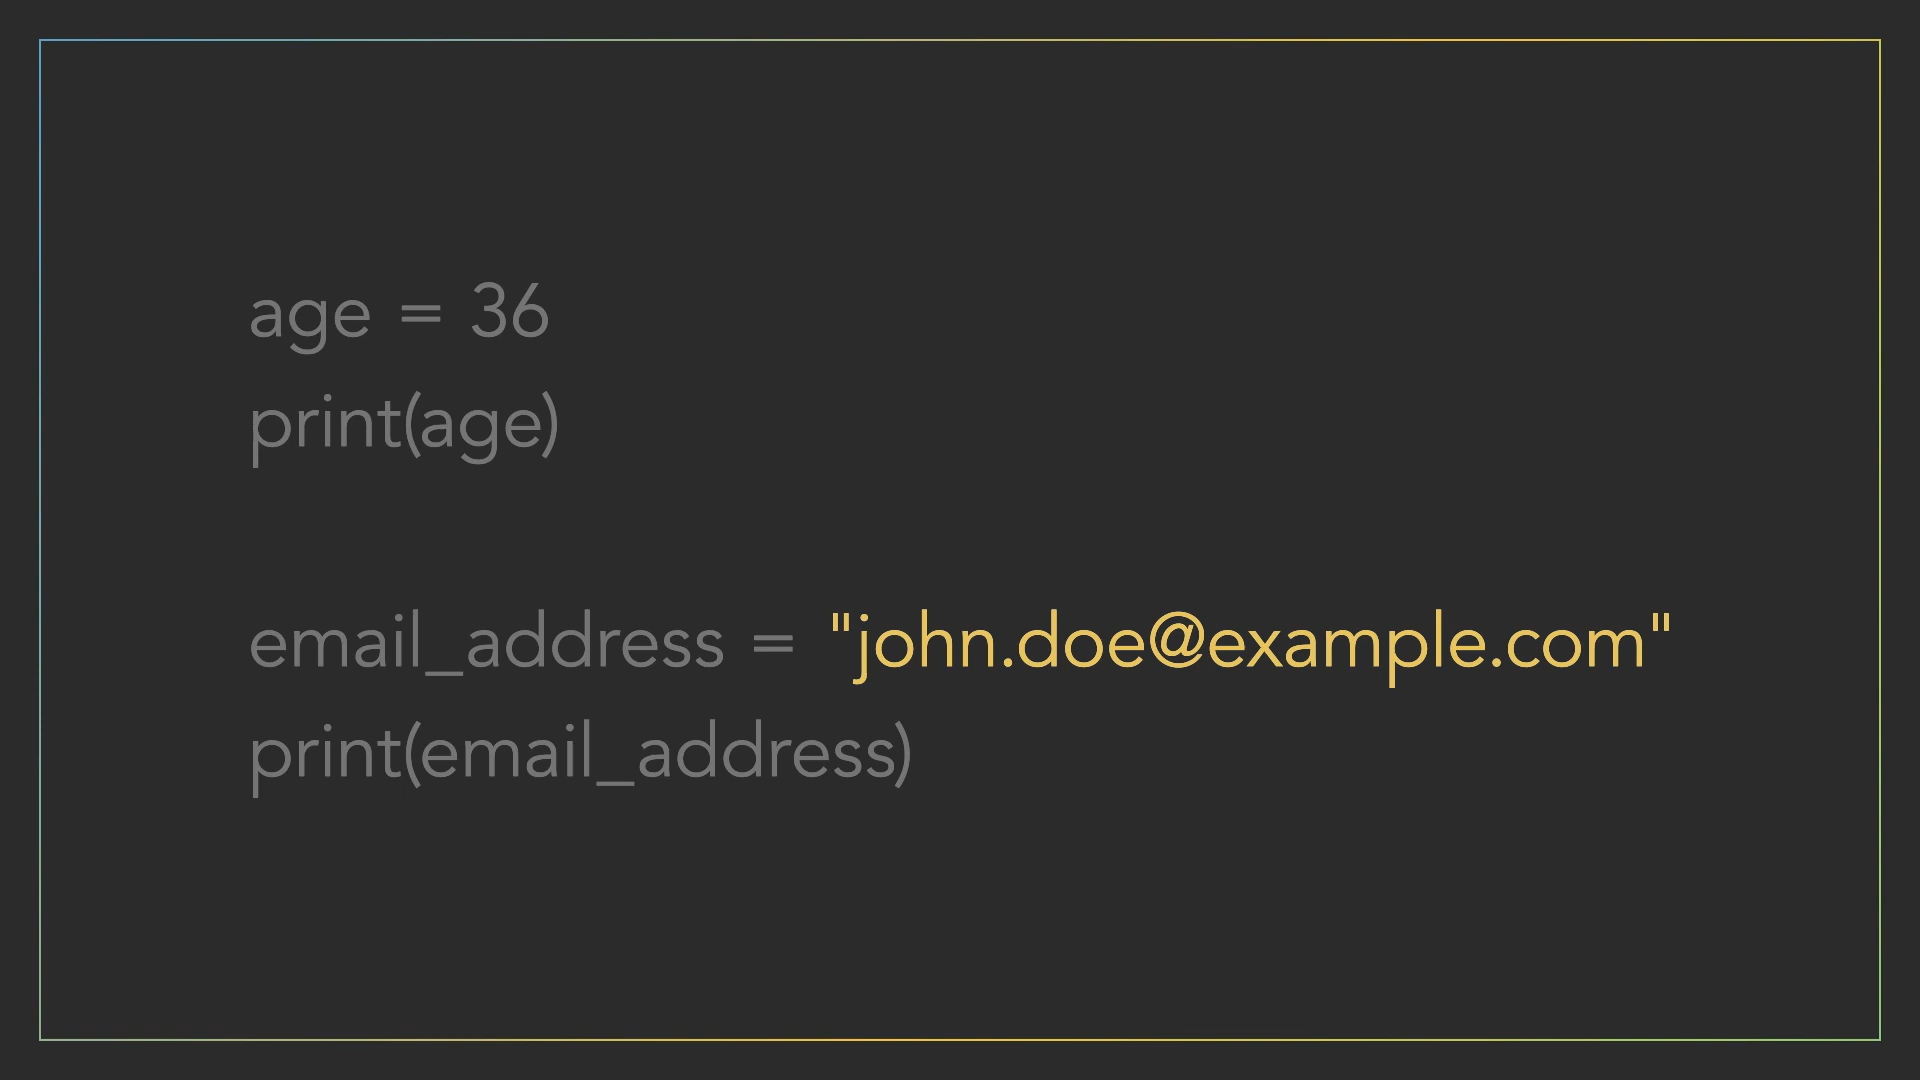 age = 36
print(age)
email_address = "john.doe@example.com"
print(email_address)